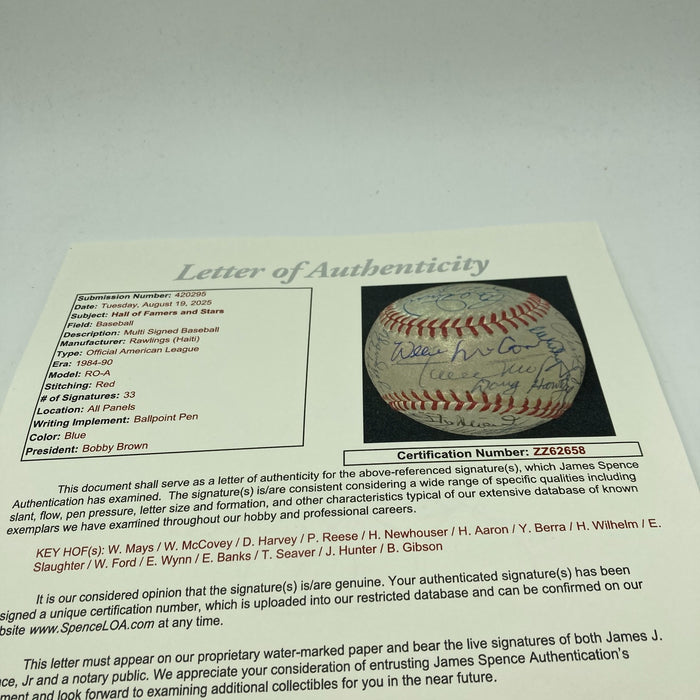 Letter of Authenticity
Submission Number: 420295
Date: Tuesday, August 19, 2025
Subject: Hall of Famers and Stars
Field: Baseball
Description: Multi Signed Baseball
Manufacturer: Rawlings (Haiti)
Type: Official American League
Era: 1984-90
Model: RO-A
Stitching: Red
# of Signatures: 33
Location: All Panels
Writing Implement: Ballpoint Pen
Color: Blue
President: Bobby Brown
Willie McCovey
Willie Mays
Certification Number: ZZ62658
This document shall serve as a letter of authenticity for the above-referenced signature(s), which James Spence
Authentication has examined. The signature(s) is/are consistent considering a wide range of specific qualities including
slant, flow, pen pressure, letter size and formation, and other characteristics typical of our extensive database of known
exemplars we have examined throughout our hobby and professional careers.
KEY HOF(s): W. Mays / W. McCovey / D. Harvey / P. Reese / H. Newhouser / H. Aaron / Y. Berra / H. Wilhelm / E.
Slaughter / W. Ford / E. Wynn / E. Banks / T. Seaver / J. Hunter / B. Gibson
It is our considered opinion that the signature(s) is/are genuine. Your authenticated signature(s) has been
signed a unique certification number, which is uploaded into our restricted database and can be confirmed on our
bsite www.SpenceLOA.com at any time.
This letter must appear on our proprietary water-marked paper and bear the live signatures of both James J.
nce, Jr and a notary public. We appreciate your consideration of entrusting James Spence Authentication's
ment and look forward to examining additional collectibles for you in the near future.